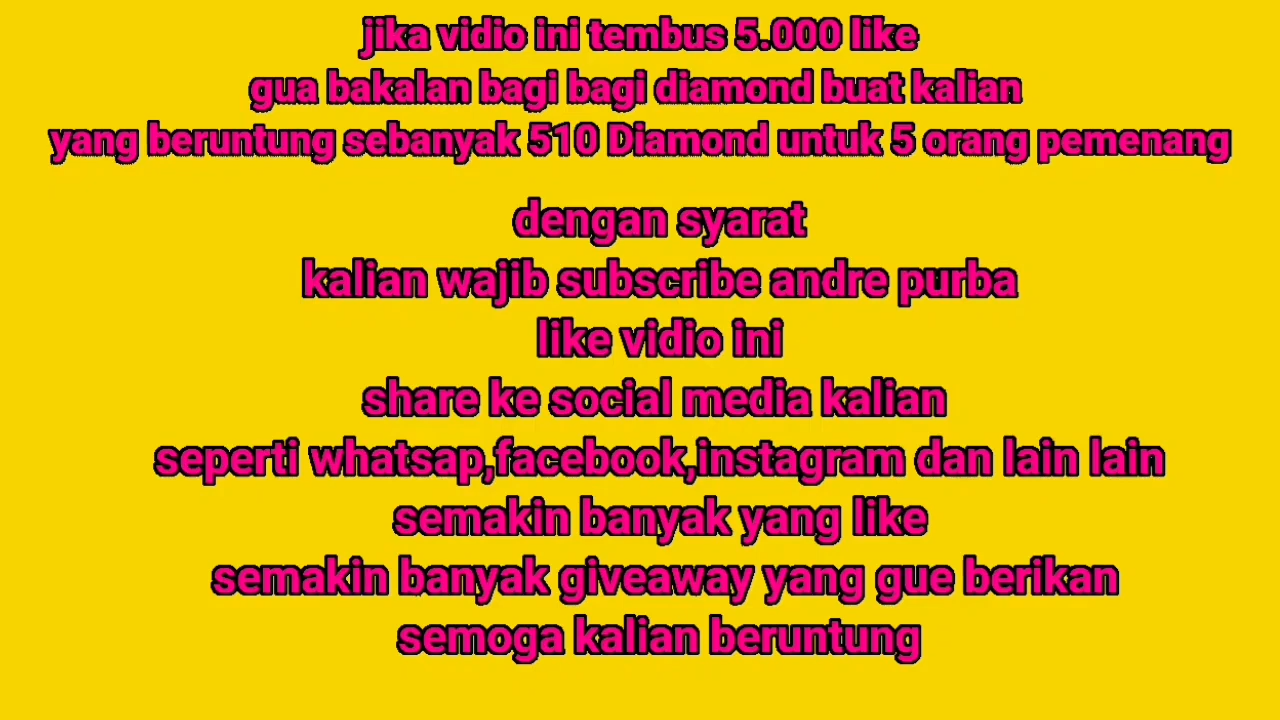 jika vidio ini tembus 5.000 like
gua bakalan bagi bagi diamond buat kalian
yang beruntung sebanyak 510 Diamond untuk 5 orang pemenang
dengan syarat
kalian wajib subscribe andre purba
like vidio ini
share ke social media kalian
seperti whatsap,facebook,instagram dan lain lain
semakin banyak yang like
semakin banyak giveaway yang gue berikan
semoga kalian beruntung